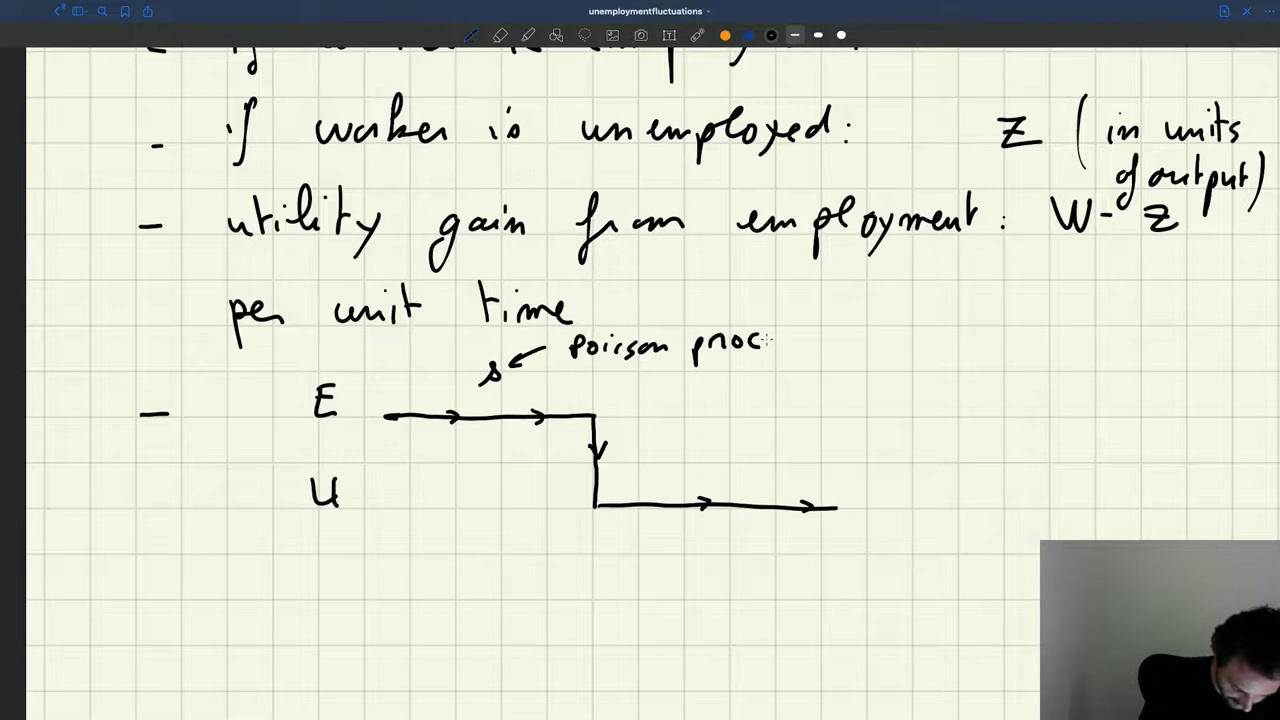 unemploymentfluctuations
- if worker is unemployed: z (in units of output)
- utility gain from employment: W - z
per unit time
s ← Poisson proc
- E
U